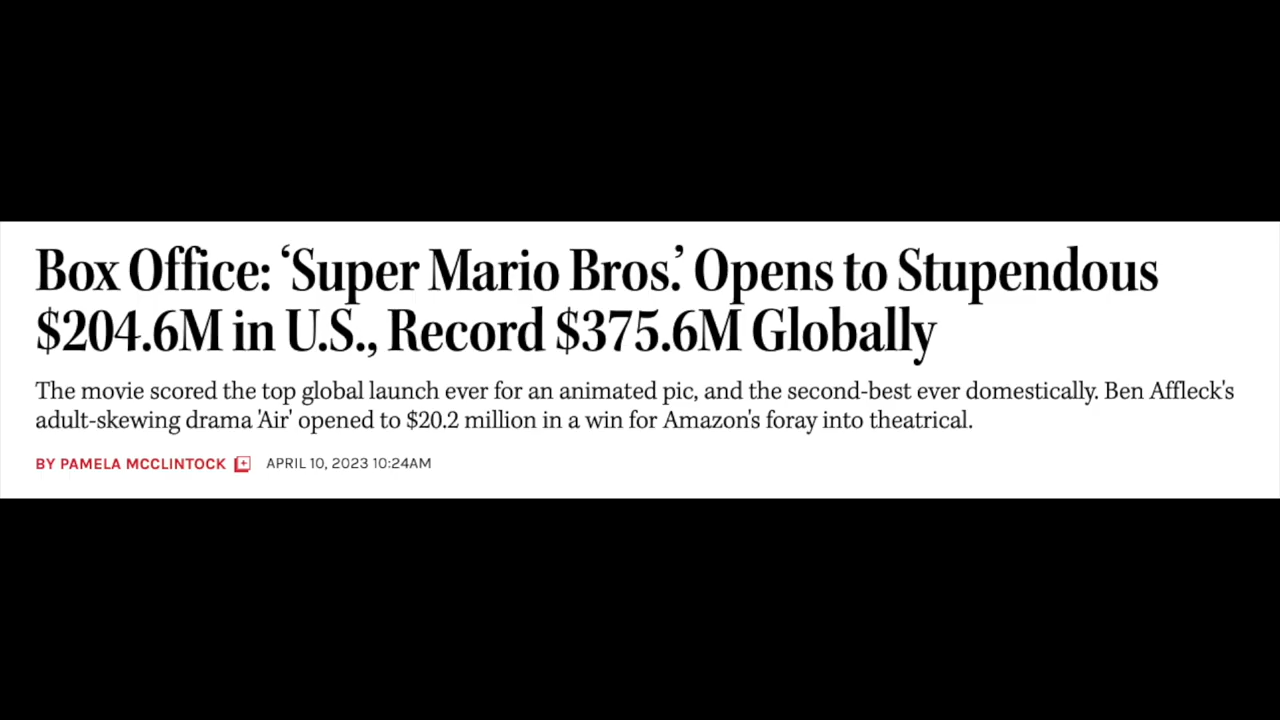 Box Office: ‘Super Mario Bros.’ Opens to Stupendous
$204.6M in U.S., Record $375.6M Globally
The movie scored the top global launch ever for an animated pic, and the second-best ever domestically. Ben Affleck's
adult-skewing drama 'Air' opened to $20.2 million in a win for Amazon's foray into theatrical.
BY PAMELA MCCLINTOCK APRIL 10, 2023 10:24AM